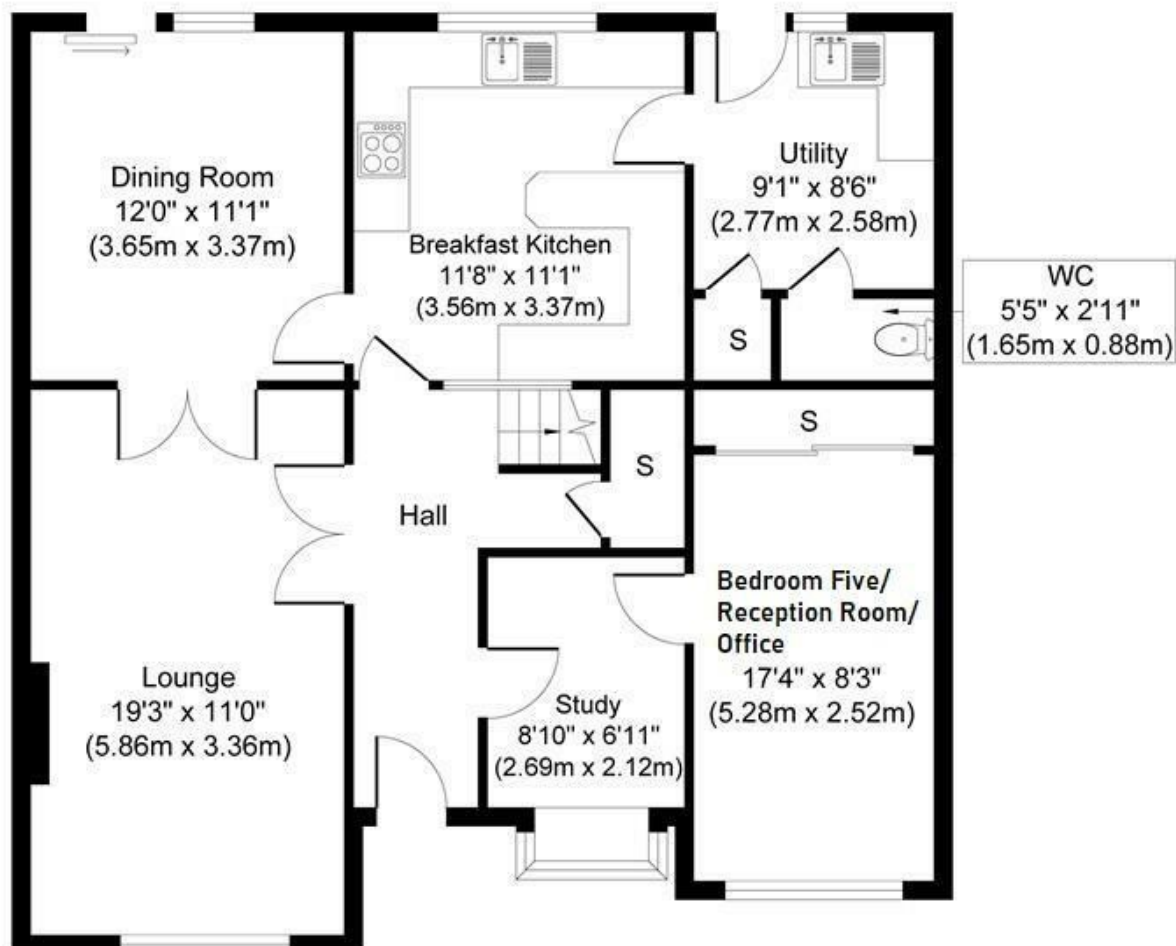 Dining Room
12'0" x 11'1"
(3.65m x 3.37m)
Breakfast Kitchen
11'8" x 11'1"
(3.56m x 3.37m)
Utility
9'1" x 8'6"
(2.77m x 2.58m)
WC
5'5" x 2'11"
(1.65m x 0.88m)
S
S
S
Hall
Bedroom Five/
Reception Room/
Office
17'4" x 8'3"
(5.28m x 2.52m)
Lounge
19'3" x 11'0"
(5.86m x 3.36m)
Study
8'10" x 6'11"
(2.69m x 2.12m)